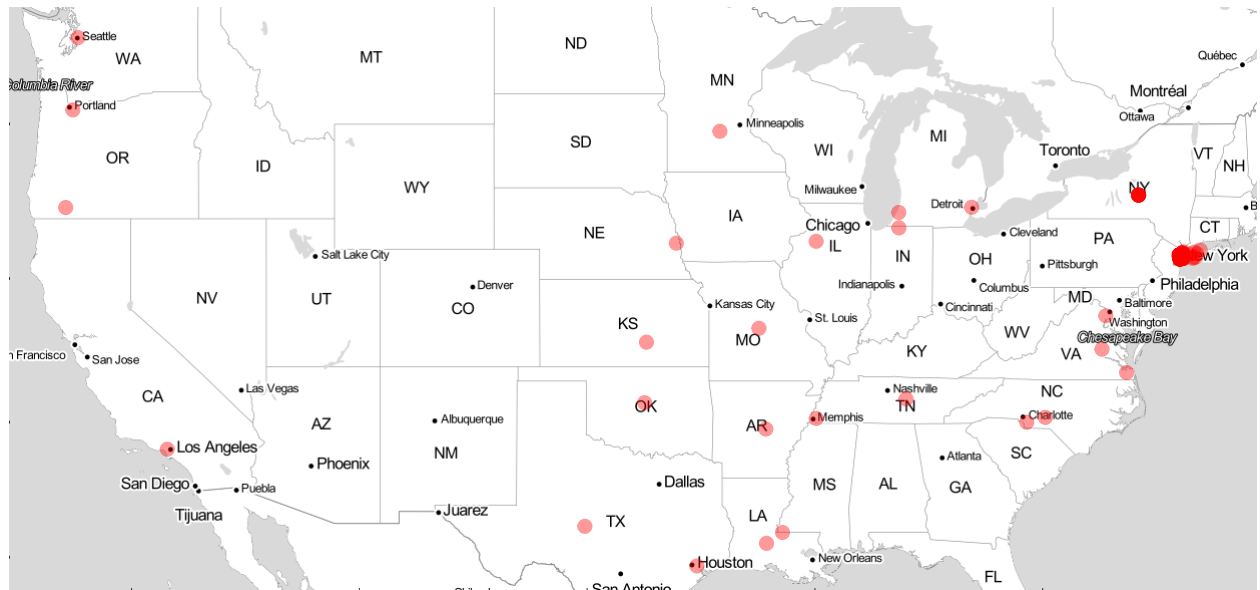 Québec
Seattle
WA
MT
ND
MN
Columbia River
Portland
Minneapolis
Montréal
Ottawa
OR
ID
SD
WI
MI
Toronto
VT
NH
WY
Milwaukee
Detroit
NY
IA
Chicago
IL
Cleveland
CT
NE
PA
New York
Salt Lake City
IN
OH
Pittsburgh
Philadelphia
Denver
Indianapolis
Columbus
NV
UT
CO
Kansas City
Cincinnati
MD
Baltimore
KS
St. Louis
WV
Washington
Chesapeake Bay
MO
n Francisco
San Jose
KY
VA
CA
Las Vegas
Nashville
NC
OK
TN
AZ
Albuquerque
AR
Memphis
Charlotte
Los Angeles
NM
SC
Phoenix
Atlanta
San Diego
Puebla
Dallas
MS
AL
GA
Tijuana
Juarez
TX
LA
Houston
New Orleans
FL
San Antonio